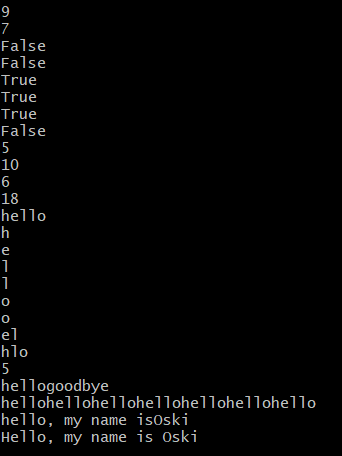 9
7
False
False
True
True
True
False
5
10
6
18
hello
h
e
l
l
o
o
el
hlo
5
hellogoodbye
hellohellohellohellohellohellohello
hello, my name isOski
Hello, my name is Oski